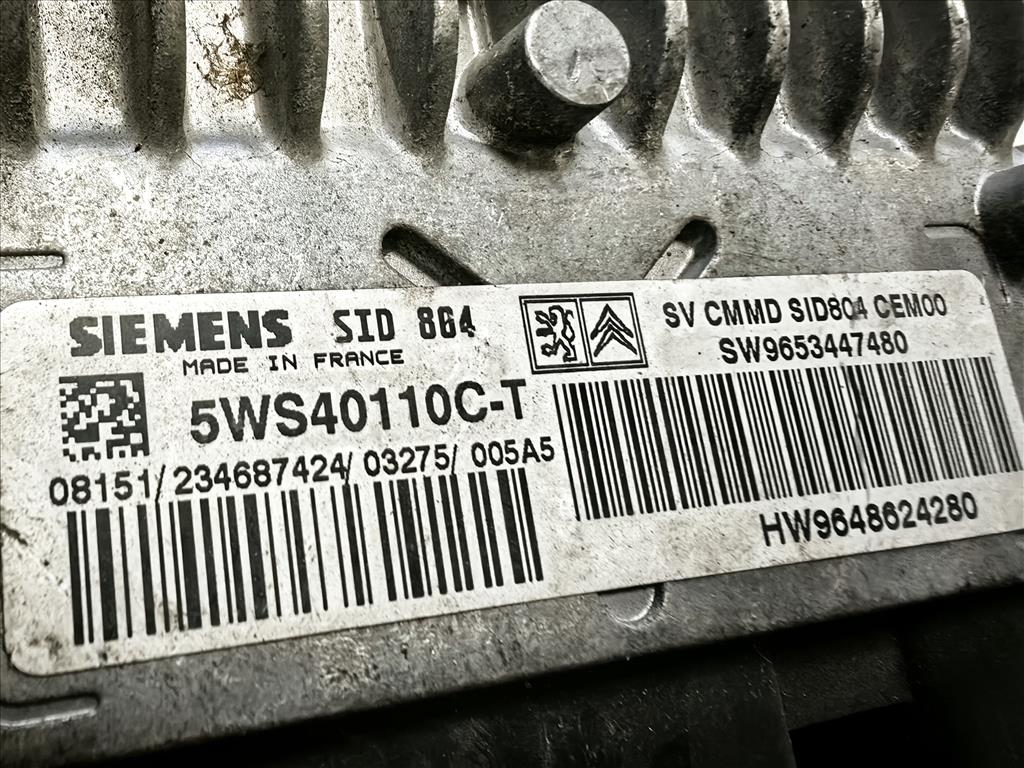 SIEMENS SID 804
MADE IN FRANCE
5WS40110C-T
08151/234687424/03275/005A5
SV CMMD SID804 CEM00
SW9653447480
HW9648624280